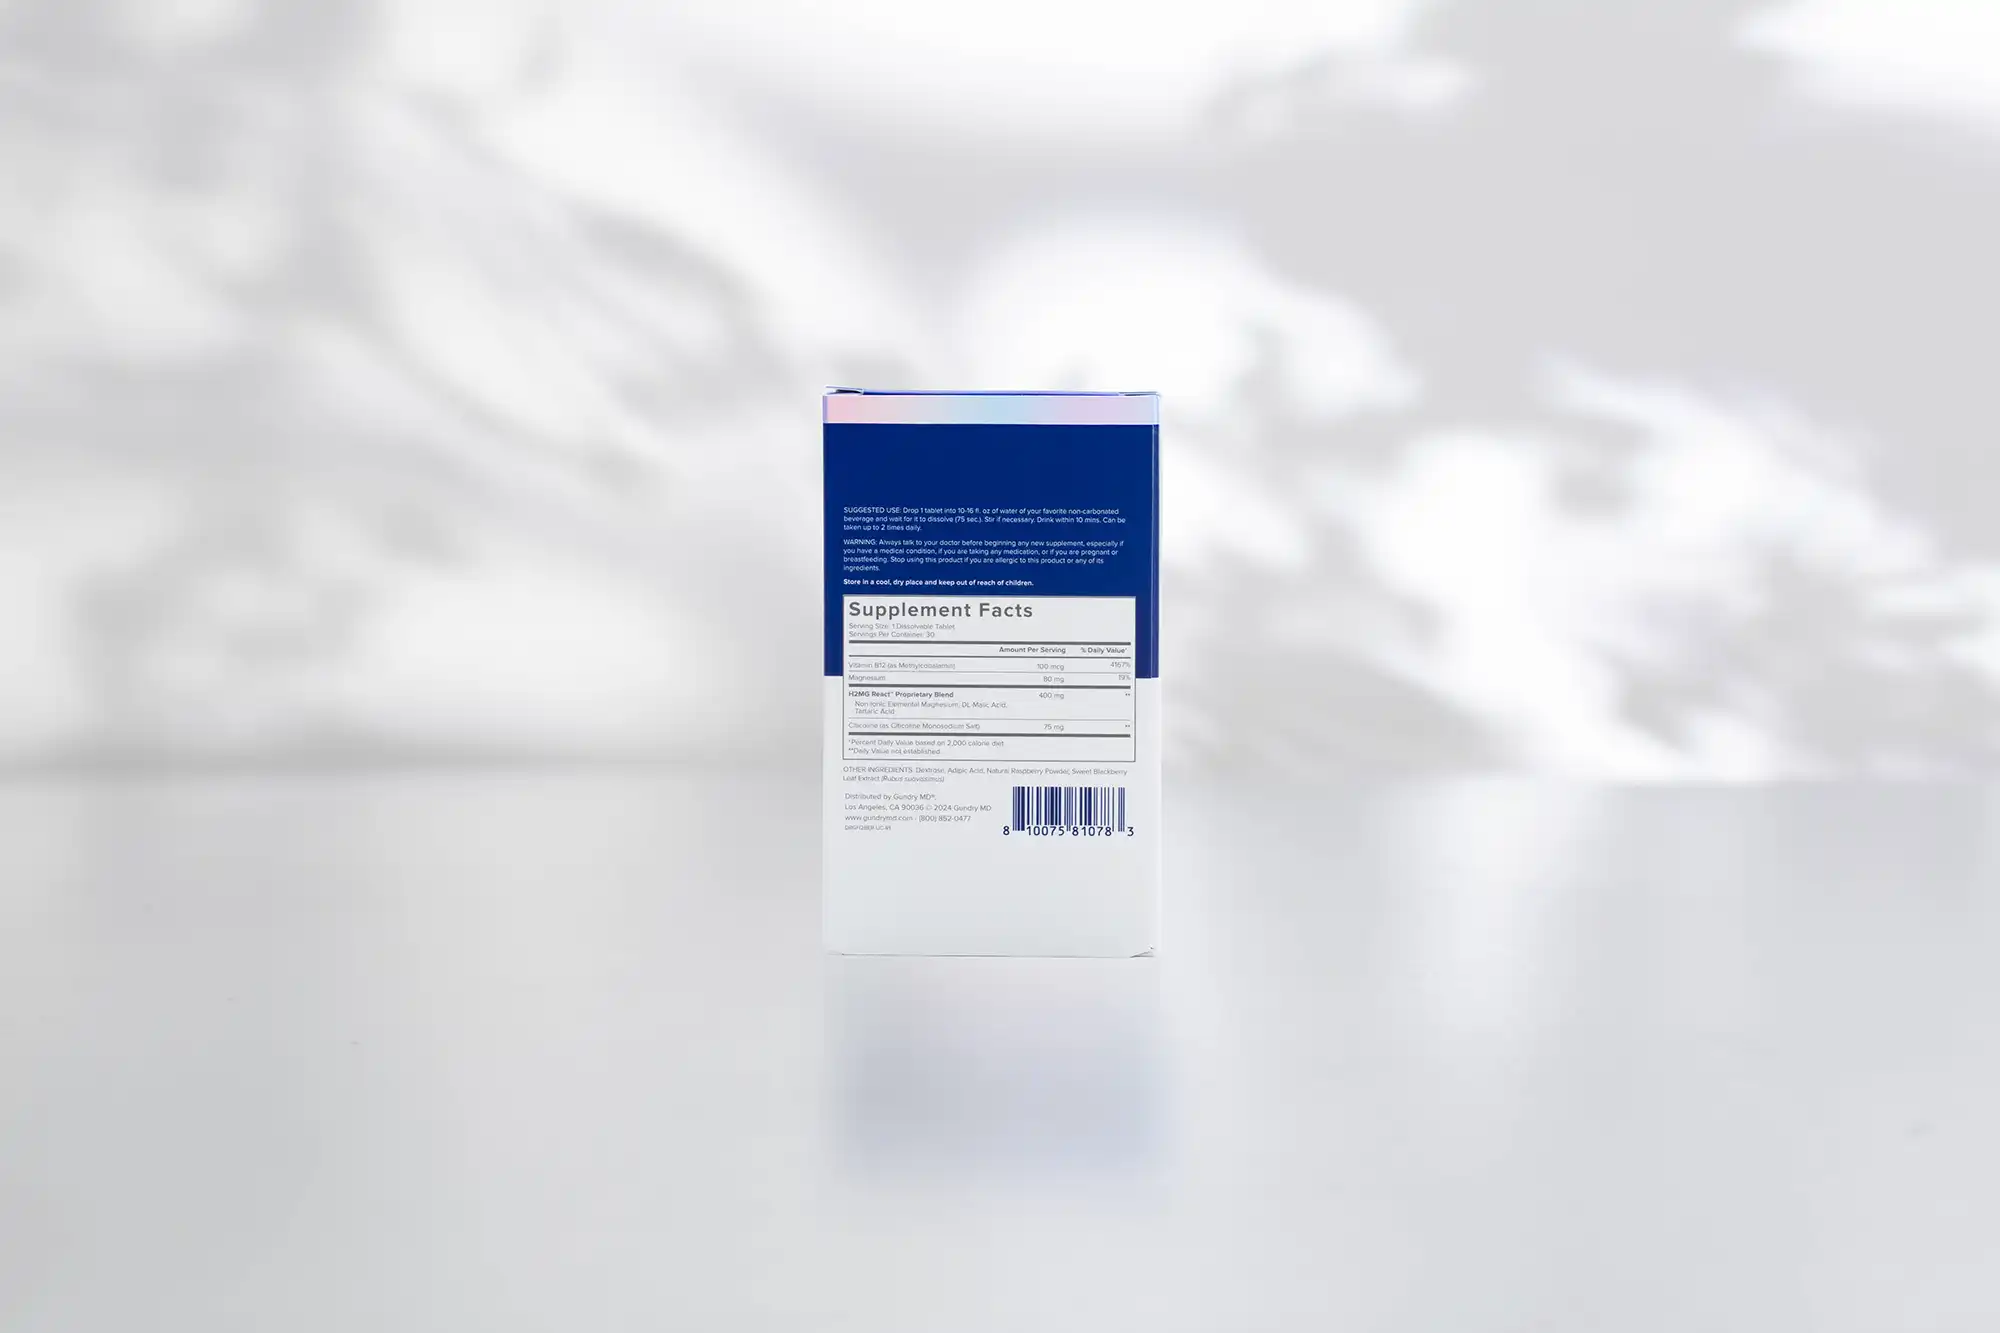 SUGGESTED USE: Drop 1 tablet into 10-16 fl. oz of water of your favorite non-carbonated
beverage and wait for it to dissolve (75 sec.). Stir if necessary. Drink within 10 mins. Can be
taken up to 2 times daily.
WARNING: Always talk to your doctor before beginning any new supplement, especially if
you have a medical condition, if you are taking any medication, or if you are pregnant or
breastfeeding. Stop using this product if you are allergic to this product or any of its
ingredients.
Store in a cool, dry place and keep out of reach of children.
Supplement Facts
Serving Size: 1 Dissolvable Tablet
Servings Per Container: 30
Amount Per Serving % Daily Value*
Vitamin B12 (as Methylcobalamin) 100 mcg 4167%
Magnesium 80 mg 19%
H2MG React™ Proprietary Blend 400 mg **
Non-Ionic Elemental Magnesium, DL-Malic Acid,
Tartaric Acid
Citicoline (as Citicoline Monosodium Salt) 75 mg **
*Percent Daily Value based on 2,000 calorie diet
**Daily Value not established
OTHER INGREDIENTS: Dextrose, Adipic Acid, Natural Raspberry Powder, Sweet Blackberry
Leaf Extract (Rubus suavissimus)
Distributed by Gundry MD®,
Los Angeles, CA 90036 © 2024 Gundry MD
www.gundrymd.com · (800) 852-0477
8 10075 81078 3